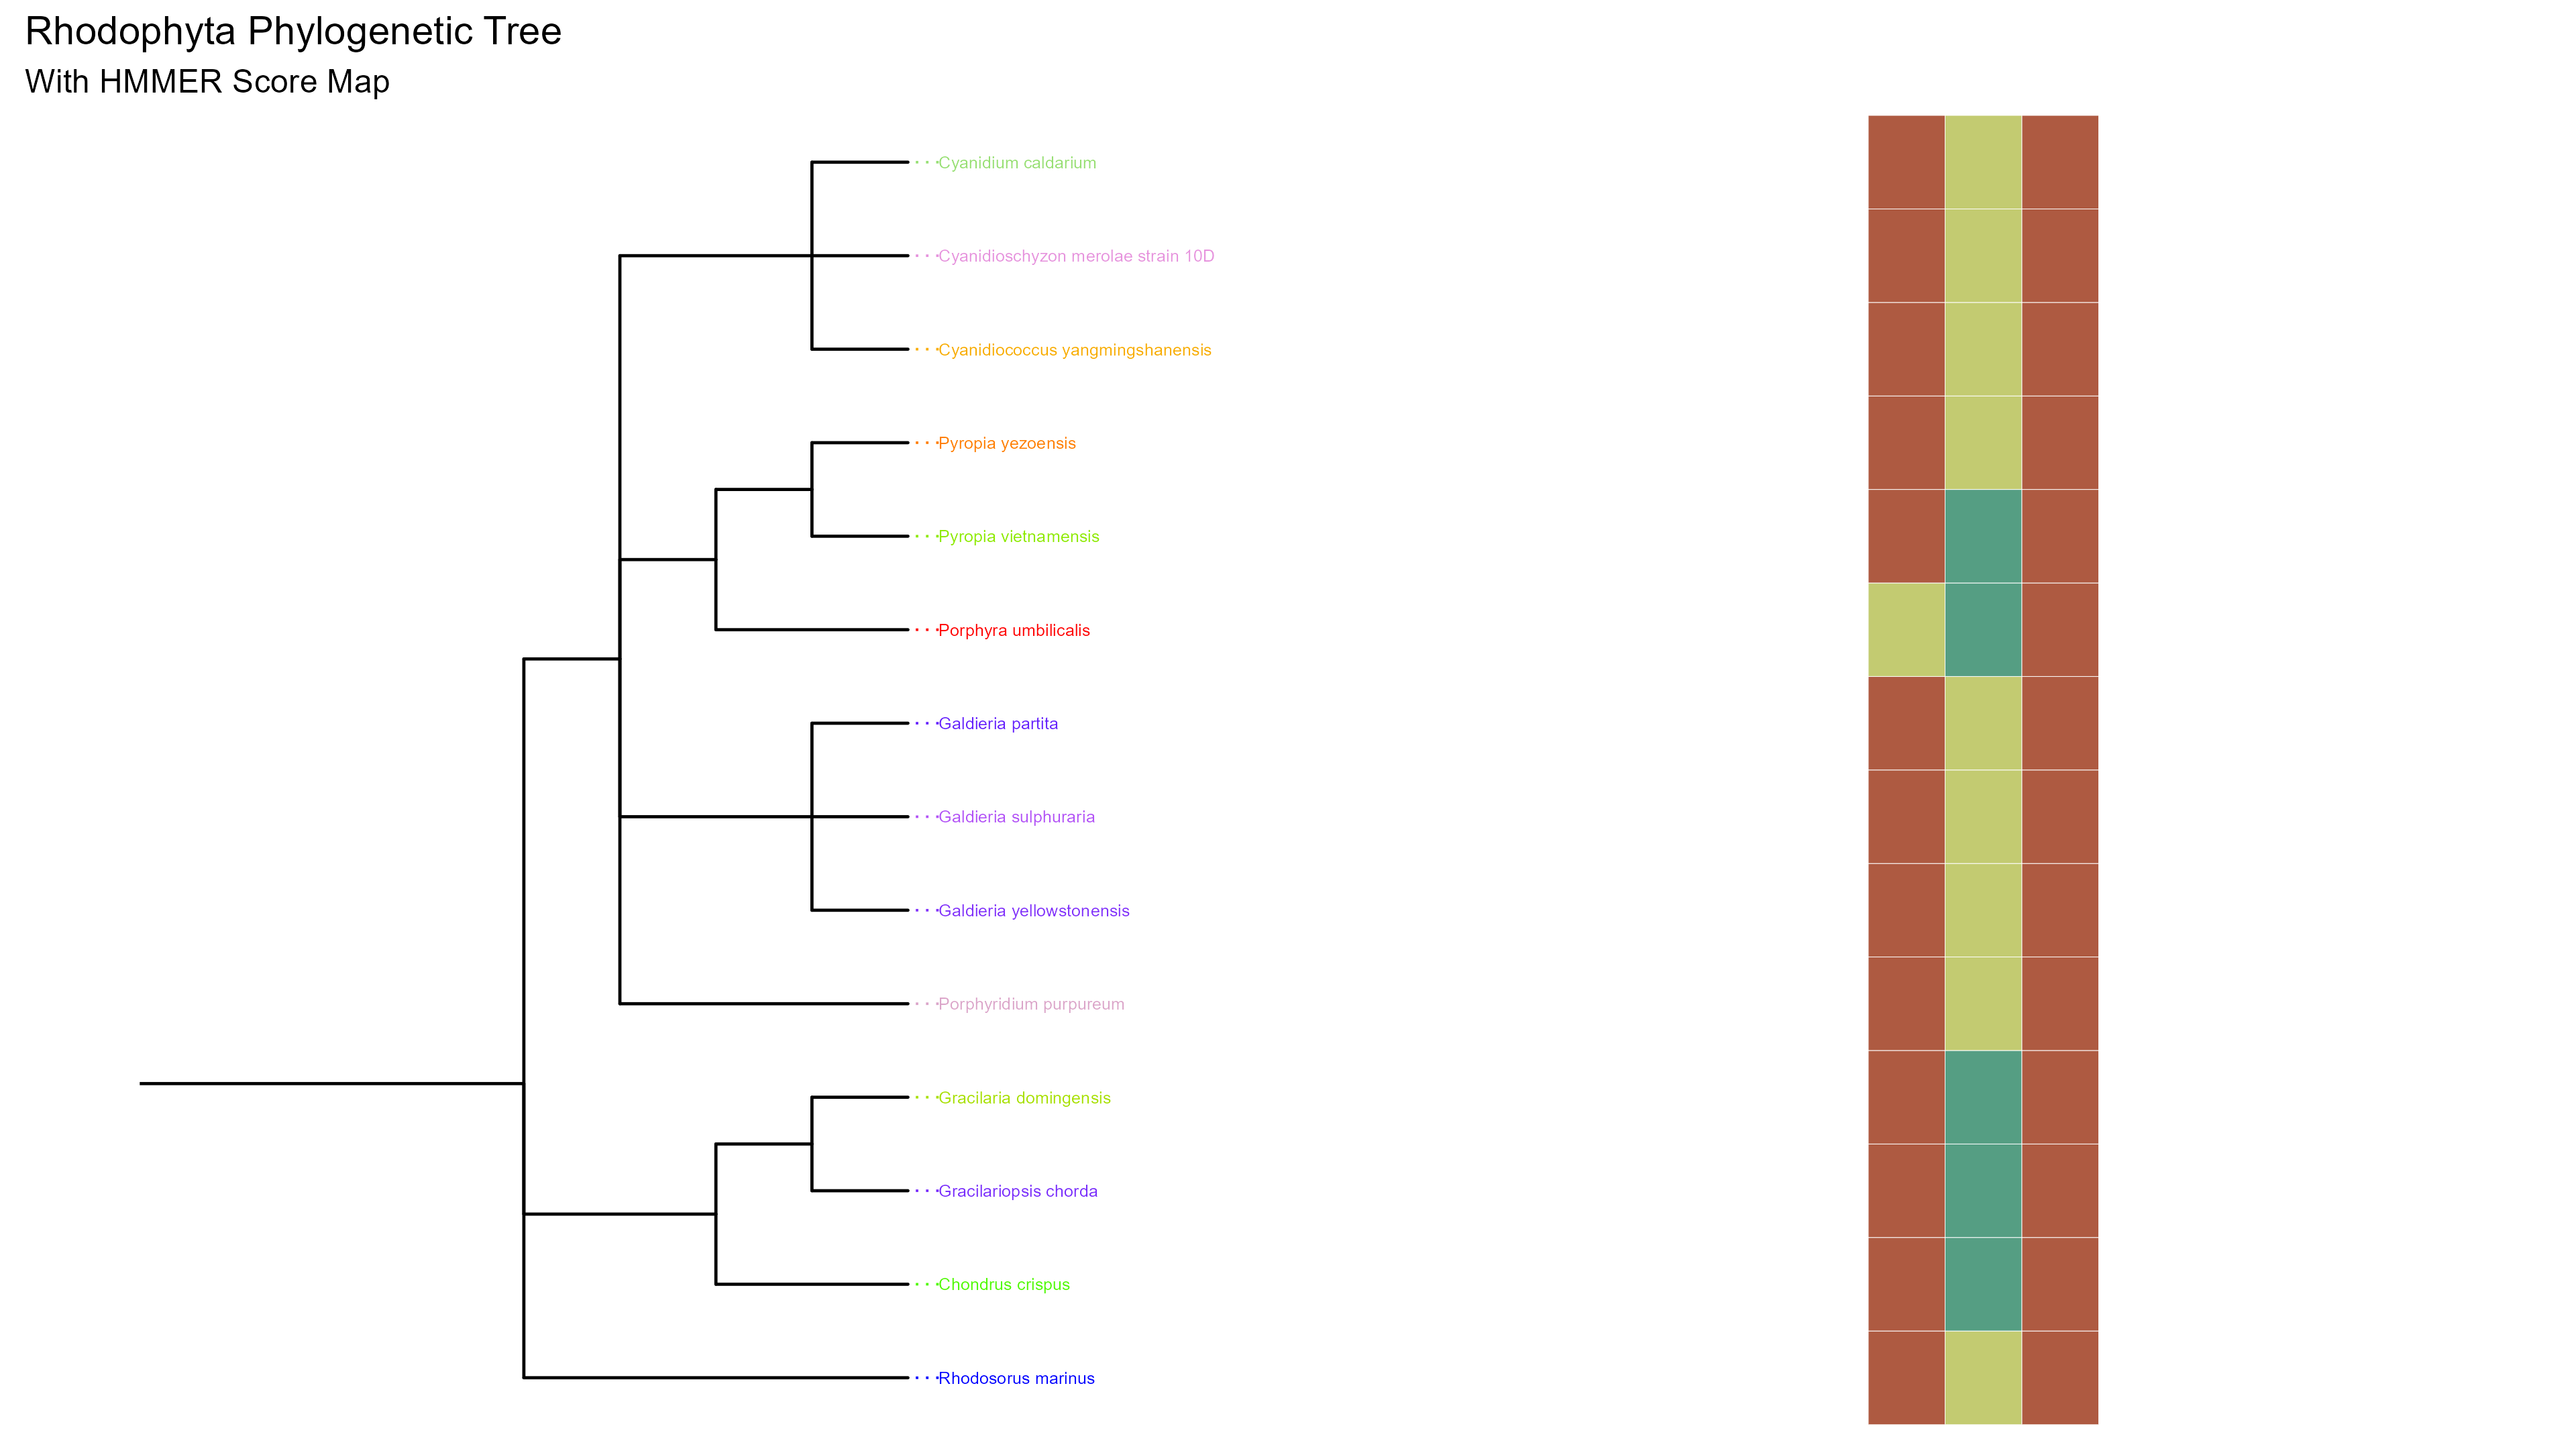 Rhodophyta Phylogenetic Tree
With HMMER Score Map
Cyanidium caldarium
Cyanidioschyzon merolae strain 10D
Cyanidiococcus yangmingshanensis
Pyropia yezoensis
Pyropia vietnamensis
Porphyra umbilicalis
Galdieria partita
Galdieria sulphuraria
Galdieria yellowstonensis
Porphyridium purpureum
Gracilaria domingensis
Gracilariopsis chorda
Chondrus crispus
Rhodosorus marinus